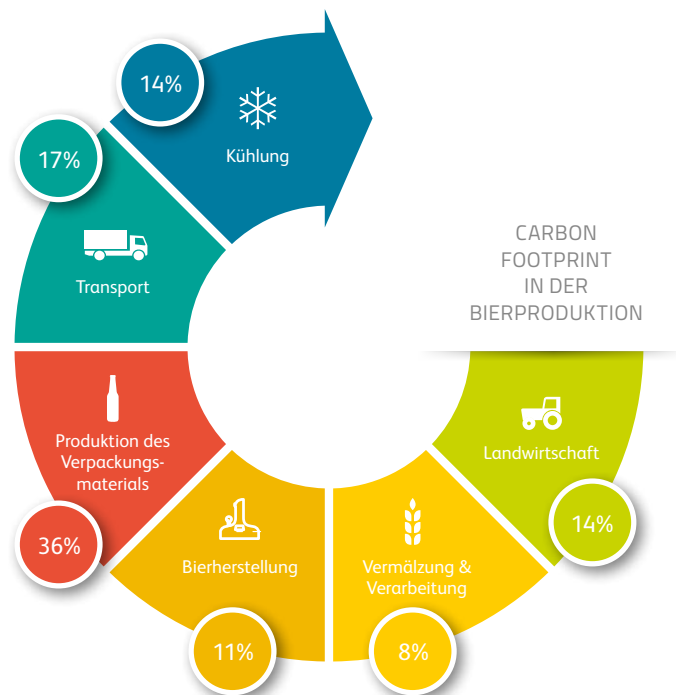 14%
Kühlung
17%
Transport
CARBON
FOOTPRINT
IN DER
BIERPRODUKTION
Produktion des
Verpackungs-
materials
36%
Landwirtschaft
14%
Bierherstellung
11%
Vermälzung &
Verarbeitung
8%